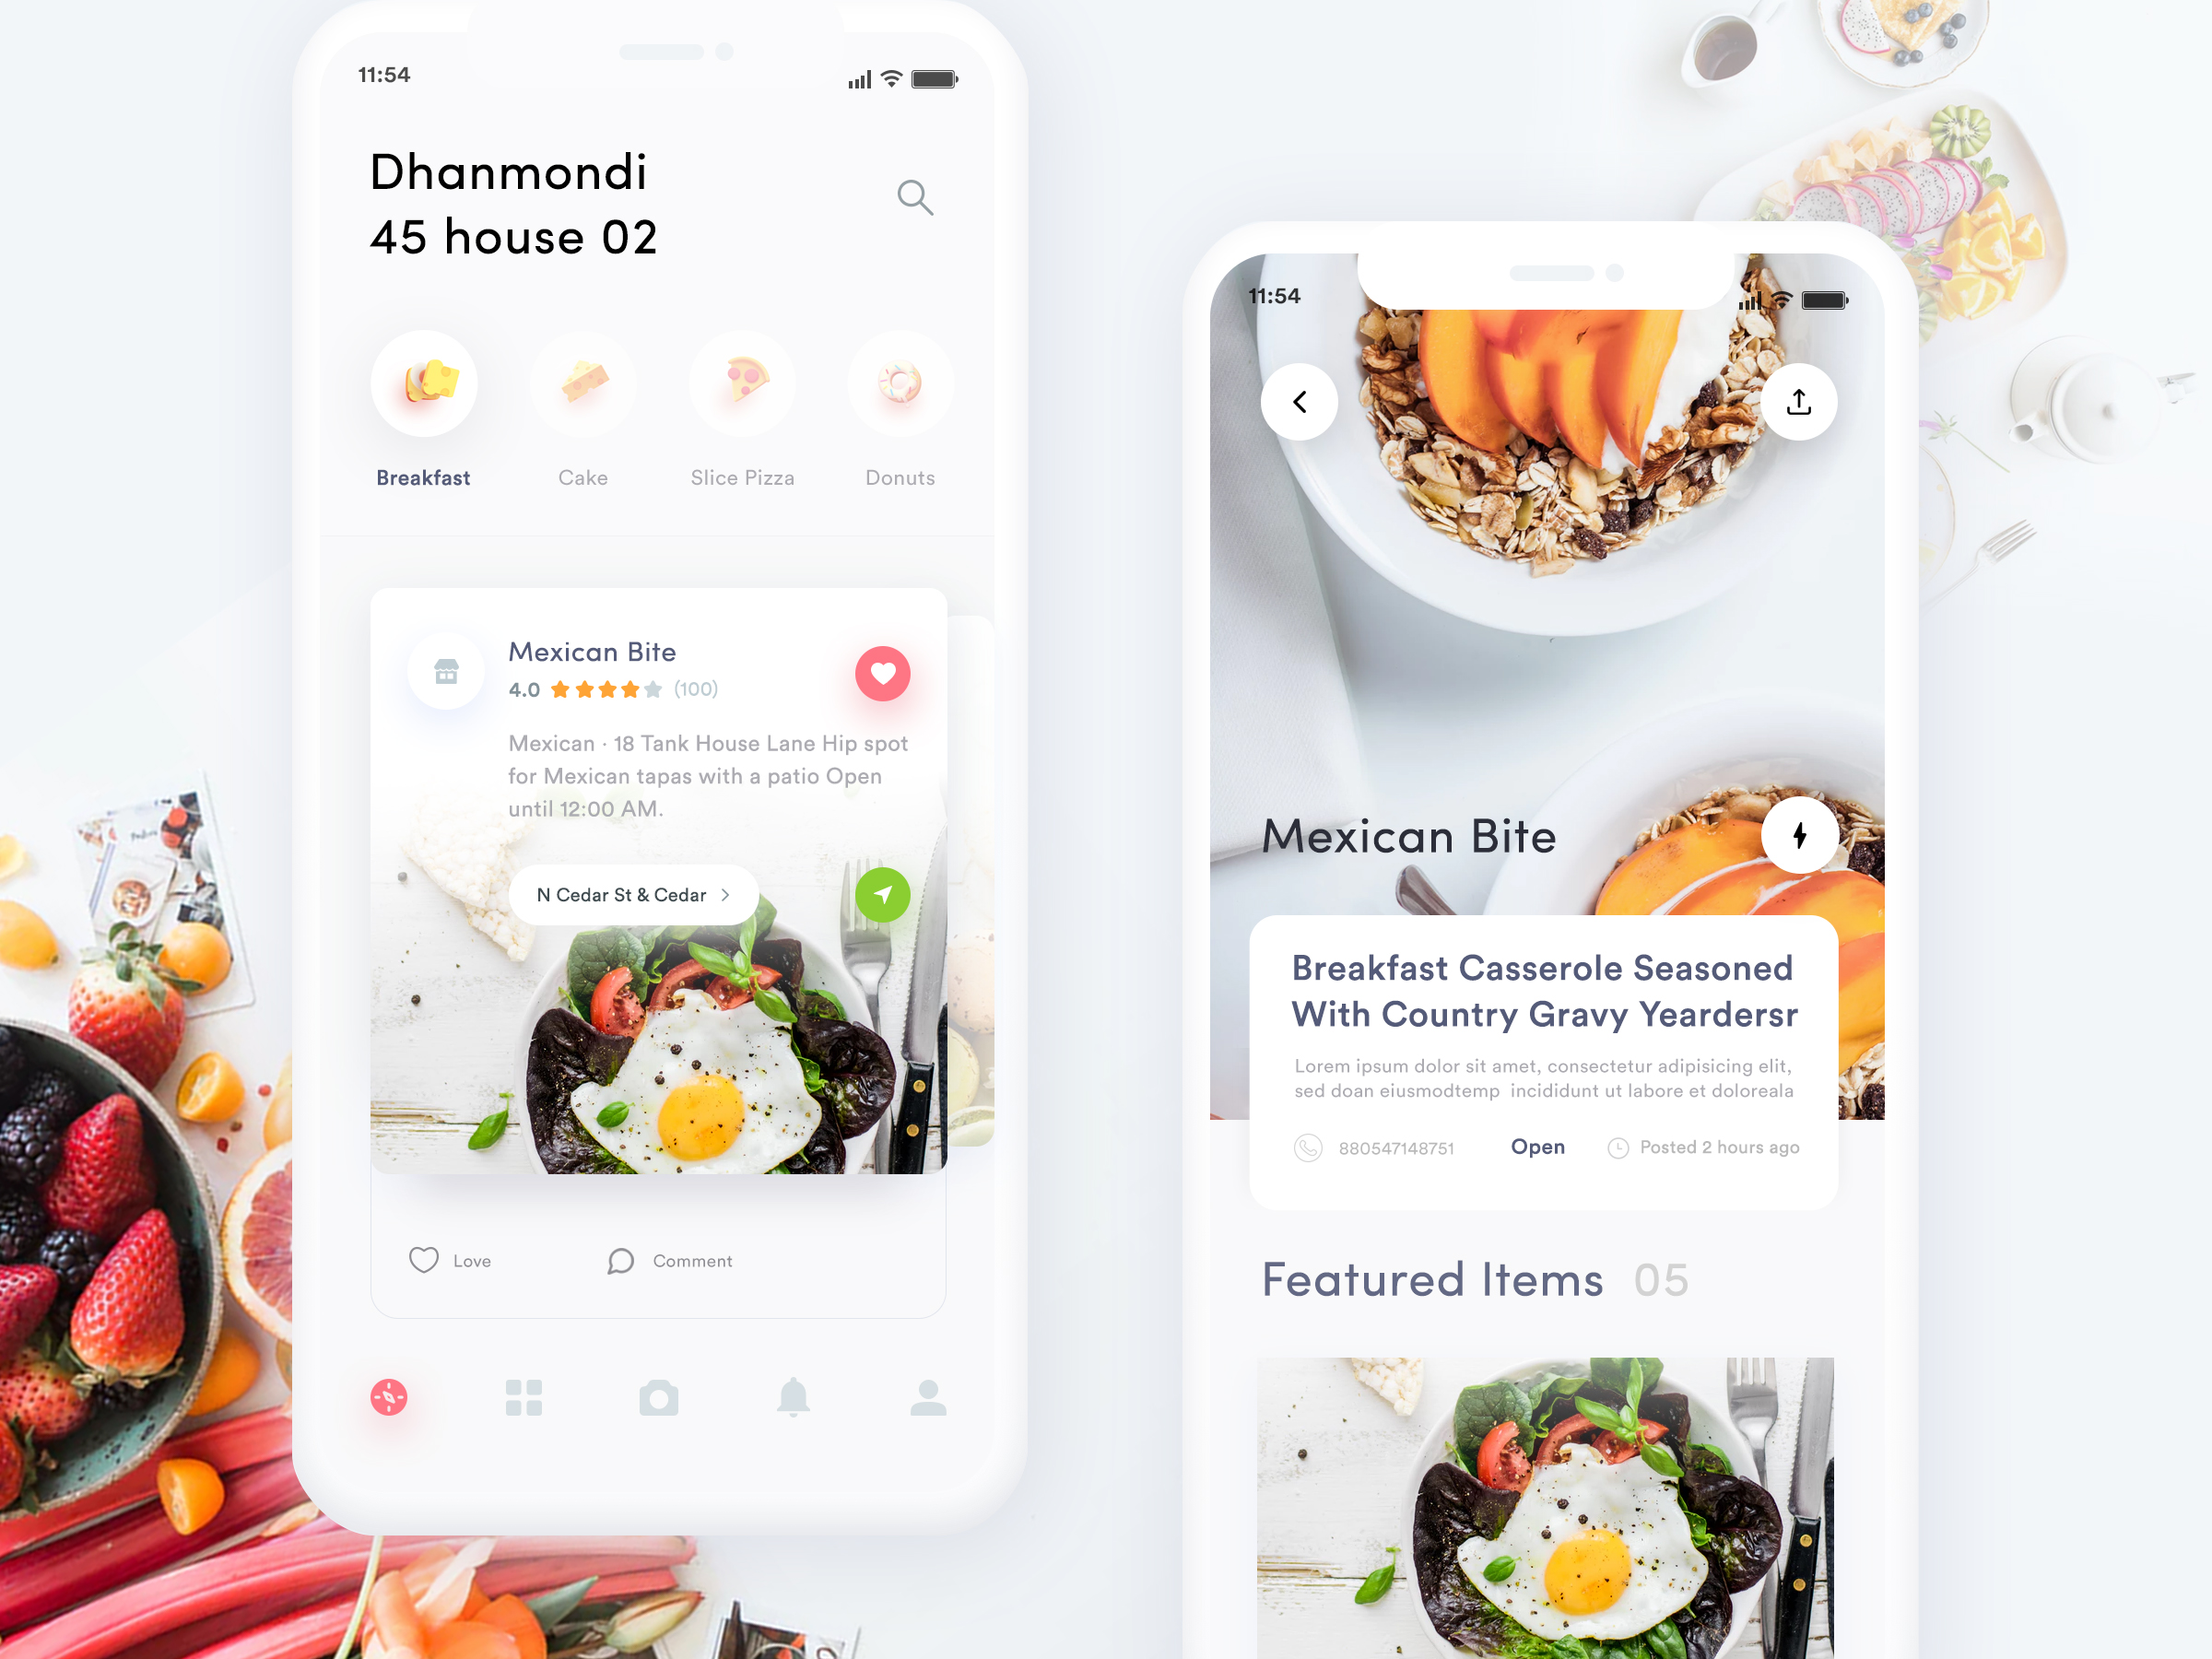 11:54
Dhanmondi
45 house 02
Breakfast
Cake
Slice Pizza
Donuts
Mexican Bite
4.0
(100)
Mexican · 18 Tank House Lane Hip spot
for Mexican tapas with a patio Open
until 12:00 AM.
N Cedar St & Cedar
Love
Comment
11:54
Mexican Bite
Breakfast Casserole Seasoned
With Country Gravy Yeardersr
Lorem ipsum dolor sit amet, consectetur adipisicing elit,
sed doan eiusmodtemp incididunt ut labore et doloreala
880547148751
Open
Posted 2 hours ago
Featured Items 05